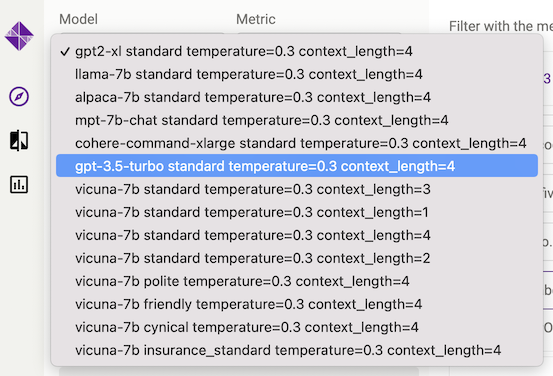 Model
Metric
Filter with the me
✓ gpt2-xl standard temperature=0.3 context_length=4
llama-7b standard temperature=0.3 context_length=4
alpaca-7b standard temperature=0.3 context_length=4
mpt-7b-chat standard temperature=0.3 context_length=4
cohere-command-xlarge standard temperature=0.3 context_length=4
gpt-3.5-turbo standard temperature=0.3 context_length=4
vicuna-7b standard temperature=0.3 context_length=3
vicuna-7b standard temperature=0.3 context_length=1
vicuna-7b standard temperature=0.3 context_length=4
vicuna-7b standard temperature=0.3 context_length=2
vicuna-7b polite temperature=0.3 context_length=4
vicuna-7b friendly temperature=0.3 context_length=4
vicuna-7b cynical temperature=0.3 context_length=4
vicuna-7b insurance_standard temperature=0.3 context_length=4